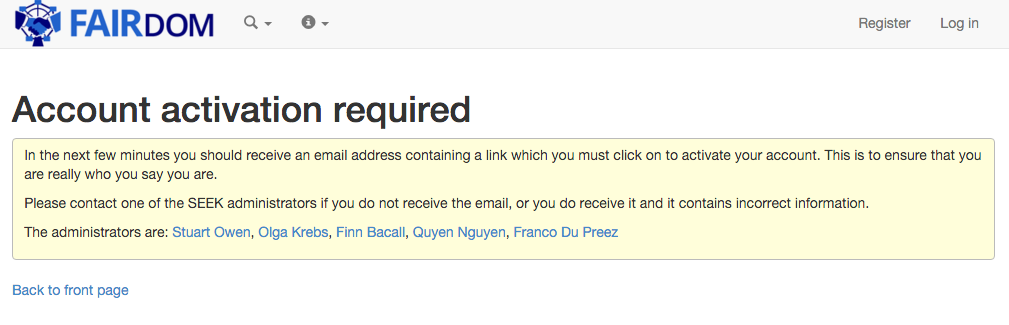 FAIRDOM
Register
Log in
Account activation required
In the next few minutes you should receive an email address containing a link which you must click on to activate your account. This is to ensure that you
are really who you say you are.
Please contact one of the SEEK administrators if you do not receive the email, or you do receive it and it contains incorrect information.
The administrators are: Stuart Owen, Olga Krebs, Finn Bacall, Quyen Nguyen, Franco Du Preez
Back to front page